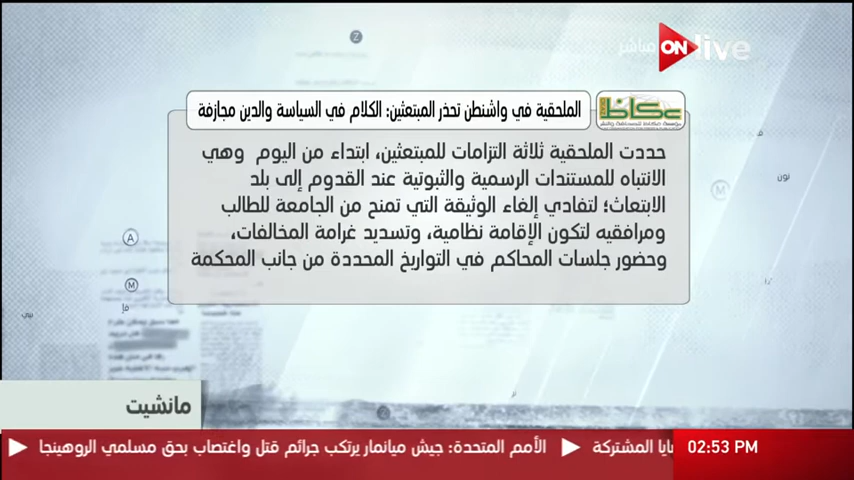 مباشر ON live
عكاظ
الملحقية في واشنطن تحذر المبتعثين: الكلام في السياسة والدين مجازفة
حددت الملحقية ثلاثة التزامات للمبتعثين، ابتداء من اليوم وهي
الانتباه للمستندات الرسمية والثبوتية عند القدوم إلى بلد
الابتعاث؛ لتفادي إلغاء الوثيقة التي تمنح من الجامعة للطالب
ومرافقيه لتكون الإقامة نظامية، وتسديد غرامة المخالفات،
وحضور جلسات المحاكم في التواريخ المحددة من جانب المحكمة
Z
M
نون
A
M
فإ
بي
Z
مانشيت
02:53 PM
يا المشتركة ◀ الأمم المتحدة: جيش ميانمار يرتكب جرائم قتل واغتصاب بحق مسلمي الروهينجا